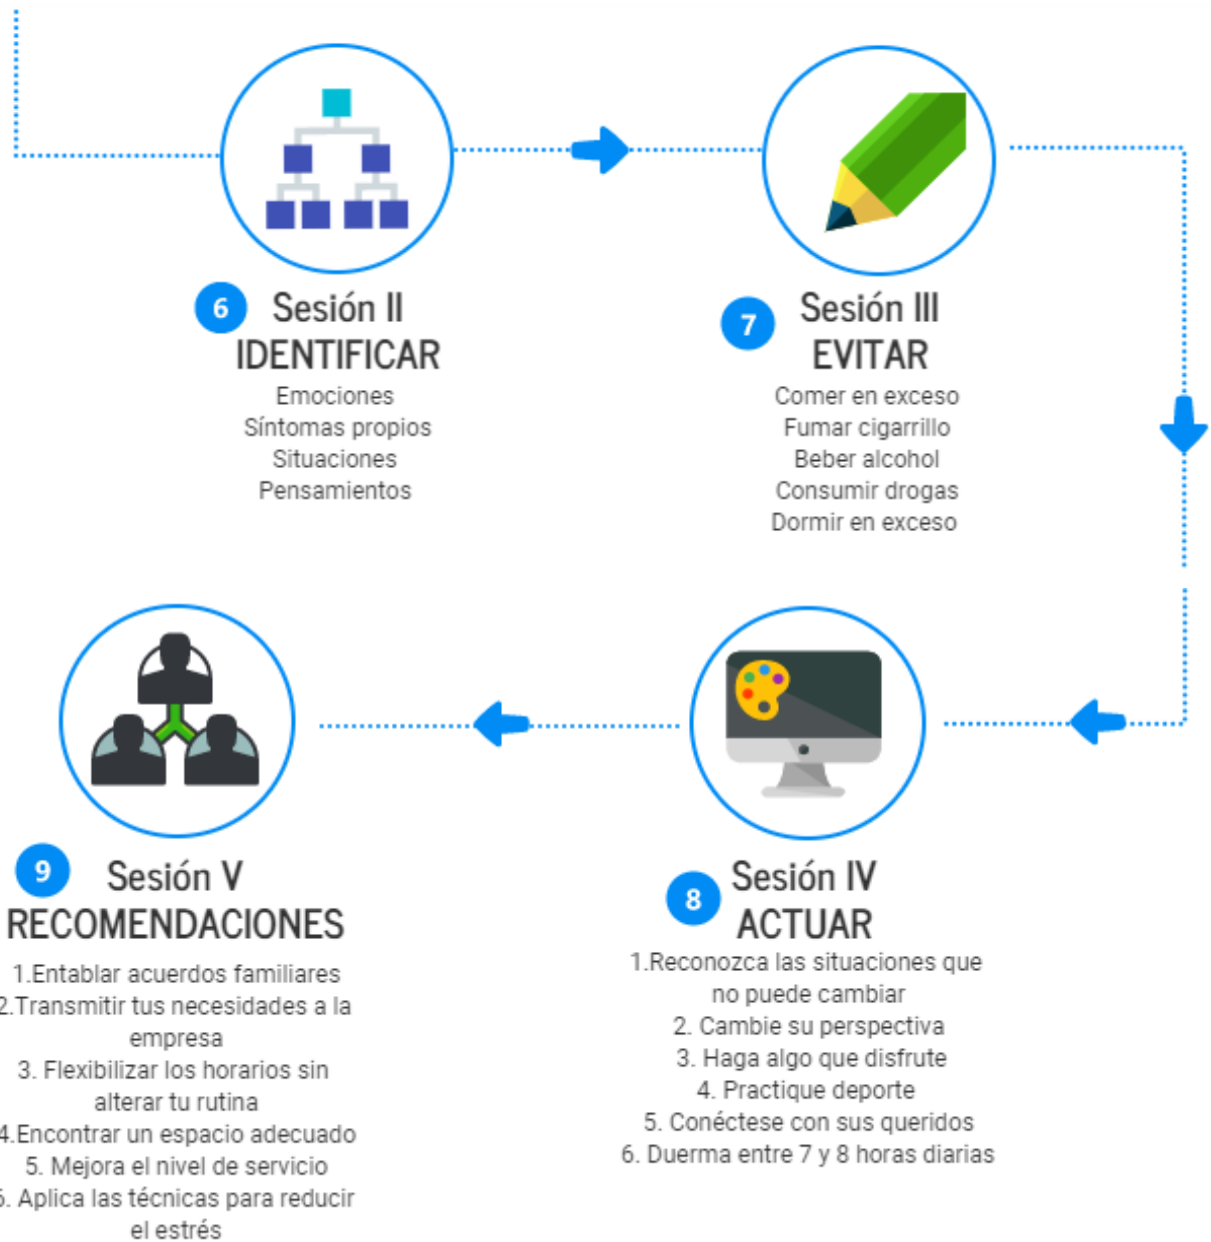 6
Sesión II
IDENTIFICAR
Emociones
Síntomas propios
Situaciones
Pensamientos
7
Sesión III
EVITAR
Comer en exceso
Fumar cigarrillo
Beber alcohol
Consumir drogas
Dormir en exceso
9
Sesión V
RECOMENDACIONES
1.Entablar acuerdos familiares
2.Transmitir tus necesidades a la
empresa
3. Flexibilizar los horarios sin
alterar tu rutina
4.Encontrar un espacio adecuado
5. Mejora el nivel de servicio
6. Aplica las técnicas para reducir
el estrés
8
Sesión IV
ACTUAR
1.Reconozca las situaciones que
no puede cambiar
2. Cambie su perspectiva
3. Haga algo que disfrute
4. Practique deporte
5. Conéctese con sus queridos
6. Duerma entre 7 y 8 horas diarias